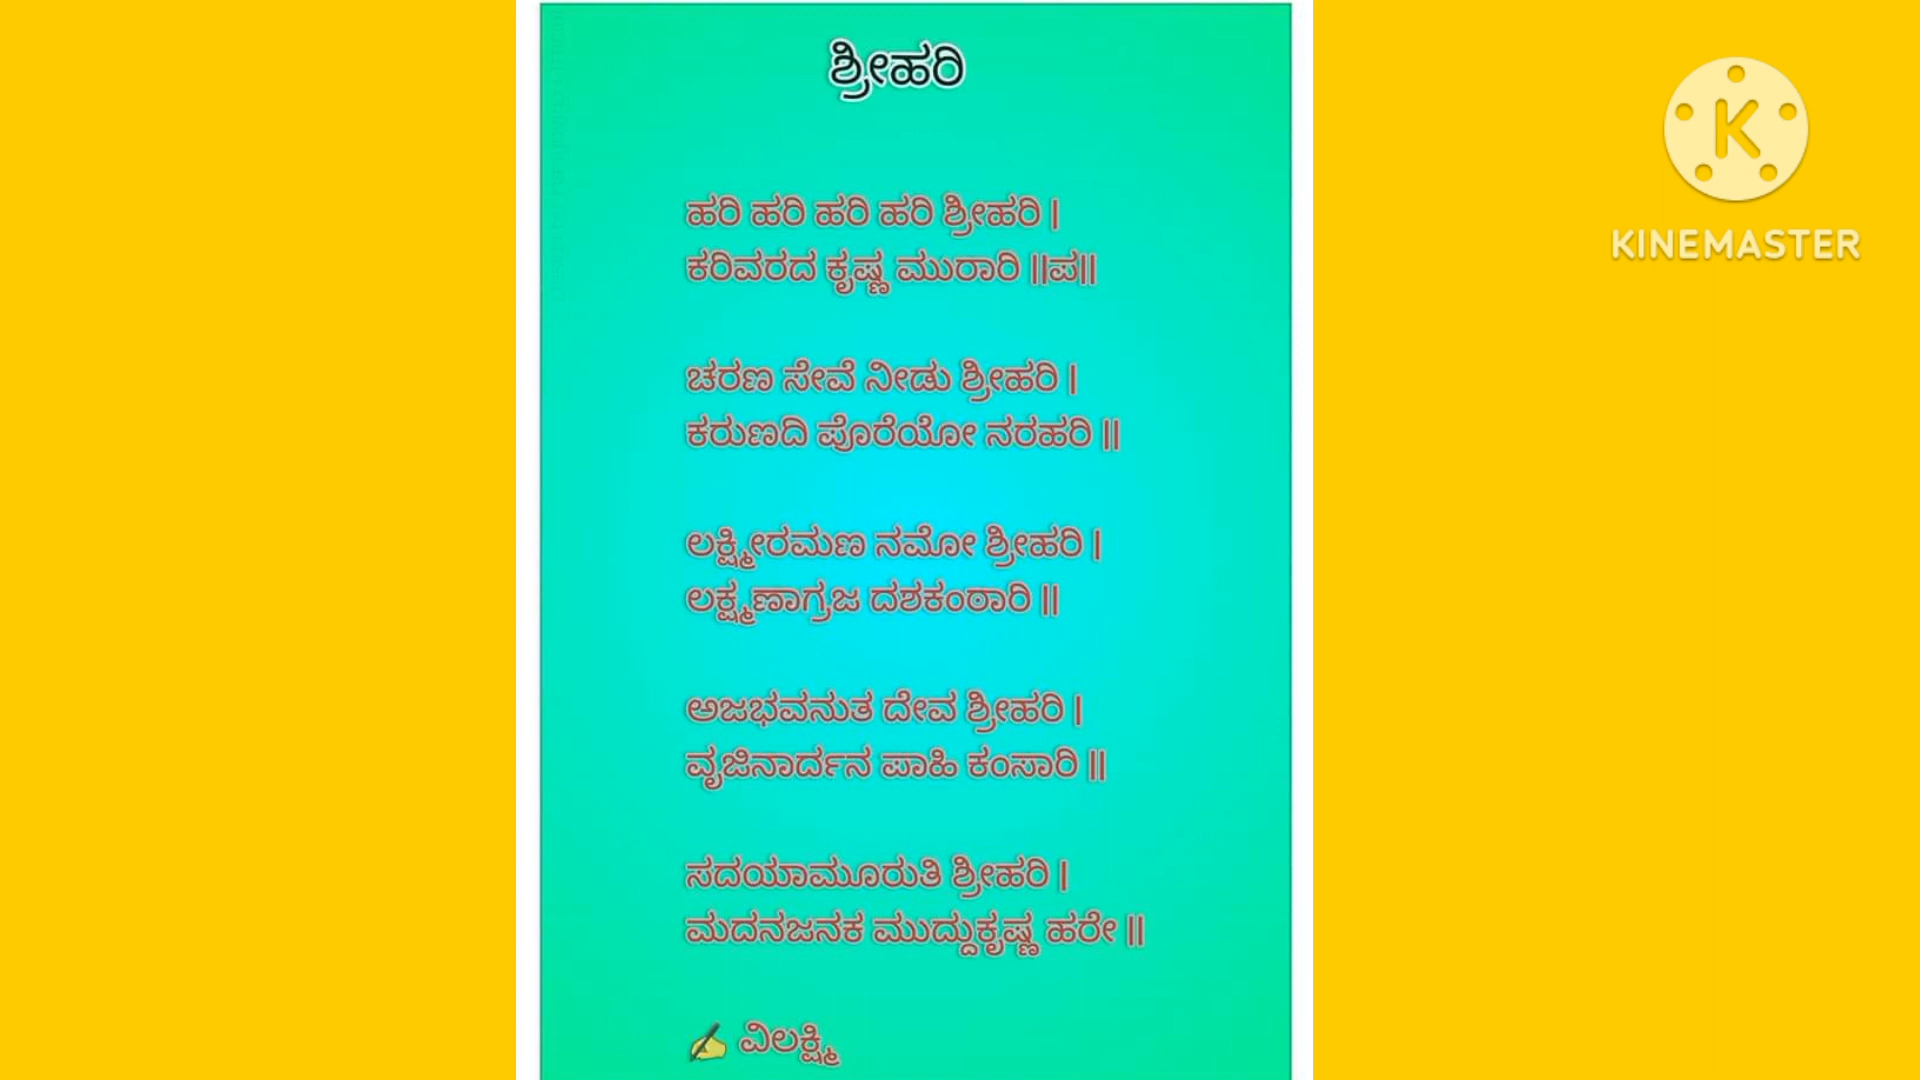 ಶ್ರೀಹರಿ
ಹರಿ ಹರಿ ಹರಿ ಹರಿ ಶ್ರೀಹರಿ |
ಕರಿವರದ ಕೃಷ್ಣ ಮುರಾರಿ ||ಪ||
ಚರಣ ಸೇವೆ ನೀಡು ಶ್ರೀಹರಿ |
ಕರುಣದಿ ಪೊರೆಯೋ ನರಹರಿ ||
ಲಕ್ಷ್ಮೀರಮಣ ನಮೋ ಶ್ರೀಹರಿ |
ಲಕ್ಷ್ಮಣಾಗ್ರಜ ದಶಕಂಠಾರಿ ||
ಅಜಭವನುತ ದೇವ ಶ್ರೀಹರಿ |
ವೃಜಿನಾರ್ದನ ಪಾಹಿ ಕಂಸಾರಿ ||
ಸದಯಾಮೂರುತಿ ಶ್ರೀಹರಿ |
ಮದನಜನಕ ಮುದ್ದುಕೃಷ್ಣ ಹರೇ ||
✍️ ವಿಲಕ್ಷ್ಮಿ
K
KINEMASTER